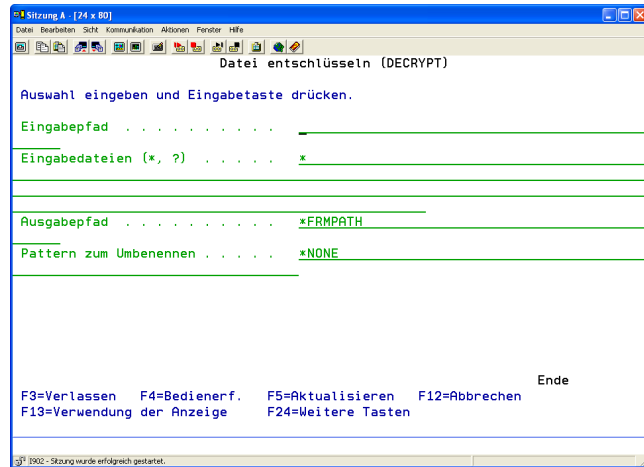 Sitzung A - [24 x 80]
Datei Bearbeiten Sicht Kommunikation Aktionen Fenster Hilfe
Datei entschlüsseln (DECRYPT)
Auswahl eingeben und Eingabetaste drücken.
Eingabepfad . . . . . . . . . .
Eingabedateien (*, ?) . . . . . *
Ausgabepfad . . . . . . . . . . *FRMPATH
Pattern zum Umbenennen . . . . . *NONE
Ende
F3=Verlassen F4=Bedienerf. F5=Aktualisieren F12=Abbrechen
F13=Verwendung der Anzeige F24=Weitere Tasten
I902 - Sitzung wurde erfolgreich gestartet.